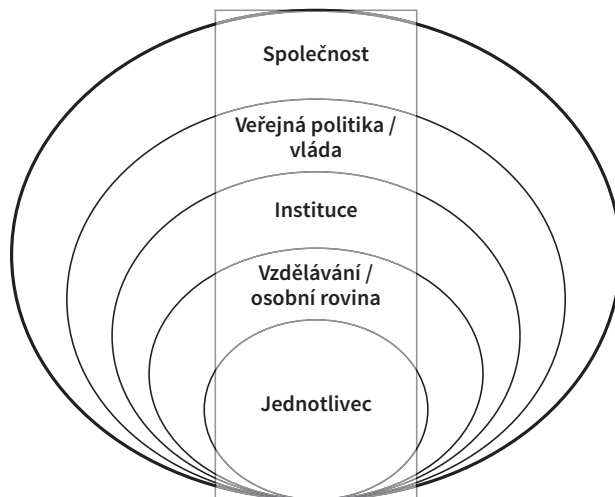 Společnost
Veřejná politika /
vláda
Instituce
Vzdělávání /
osobní rovina
Jednotlivec